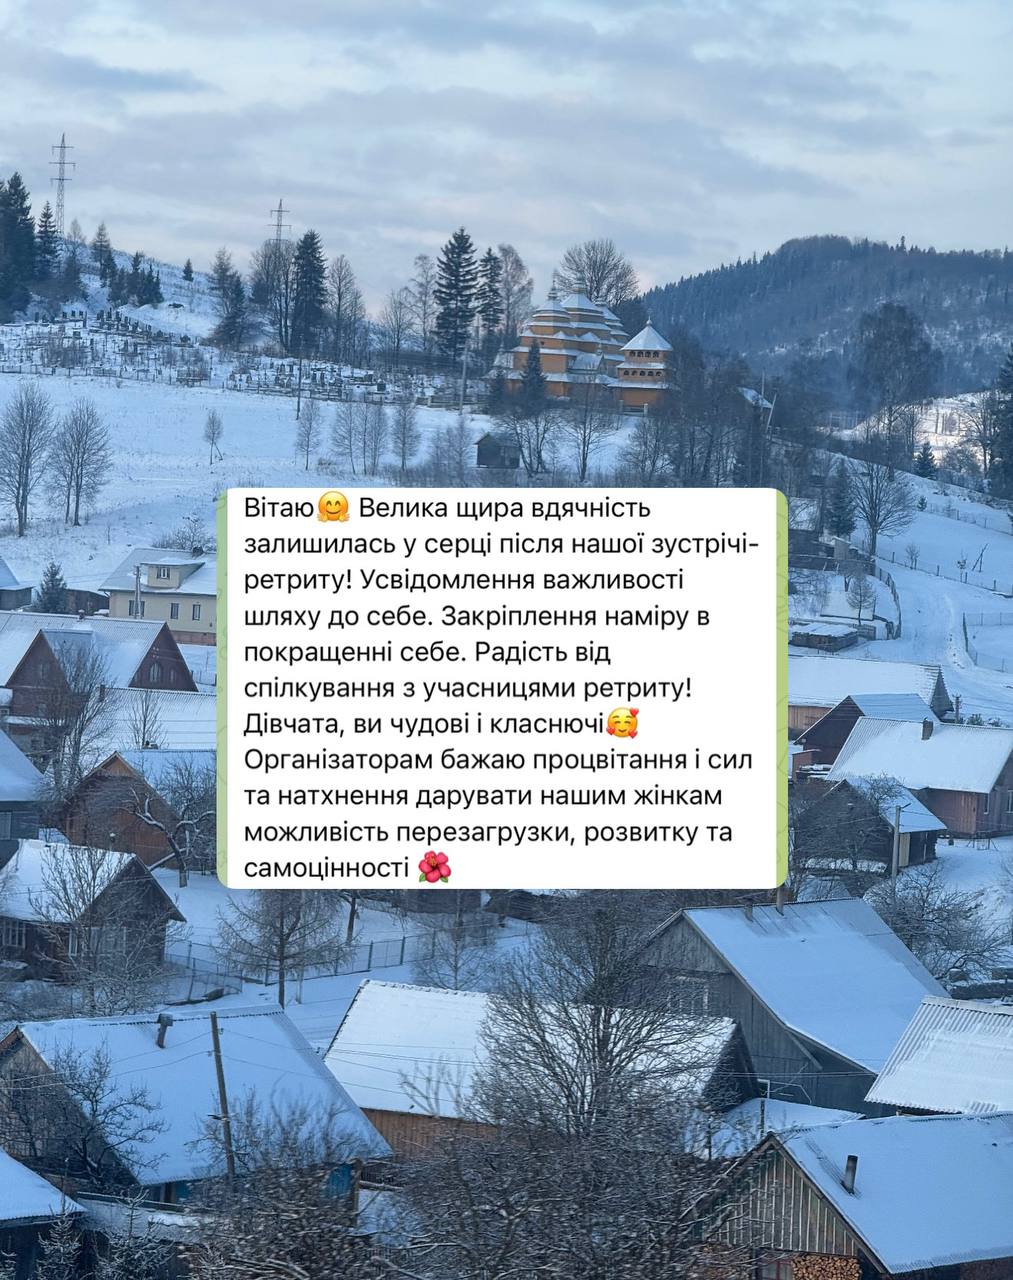 Вітаю🤗 Велика щира вдячність
залишилась у серці після нашої зустрічі-
ретриту! Усвідомлення важливості
шляху до себе. Закріплення наміру в
покращенні себе. Радість від
спілкування з учасницями ретриту!
Дівчата, ви чудові і класнючі🥰
Організаторам бажаю процвітання і сил
та натхнення дарувати нашим жінкам
можливість перезагрузки, розвитку та
самоцінності 🌺